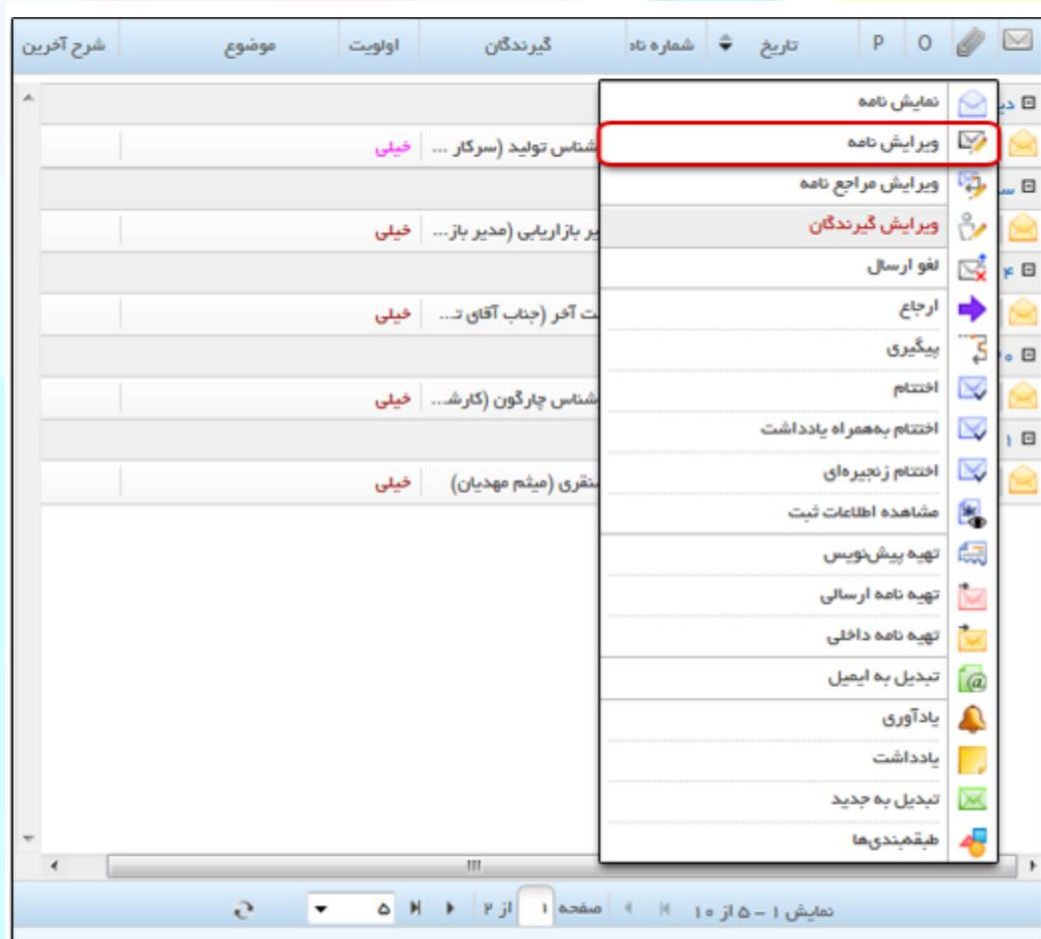 O P تاریخ شماره نام گیرندگان اولویت موضوع شرح آخرین
نمایش نامه
ویرایش نامه
شناس تولید (سرکار ... خیلی
ویرایش مراجع نامه
ویرایش گیرندگان
یر بازاریابی (مدیر باز... خیلی
لغو ارسال
۴
ارجاع
ت آخر (جناب آقای ت... خیلی
پیگیری
اختتام
شناس چارگون (کارش... خیلی
اختتام به‌همراه یادداشت
۱
اختتام زنجیره‌ای
نقری (میثم مهدیان) خیلی
مشاهده اطلاعات ثبت
تهیه پیش‌نویس
تهیه نامه ارسالی
تهیه نامه داخلی
تبدیل به ایمیل
یادآوری
یادداشت
تبدیل به جدید
طبقه‌بندی‌ها
نمایش ۱ - ۵ از ۱۰ صفحه ۱ از ۲ ۵